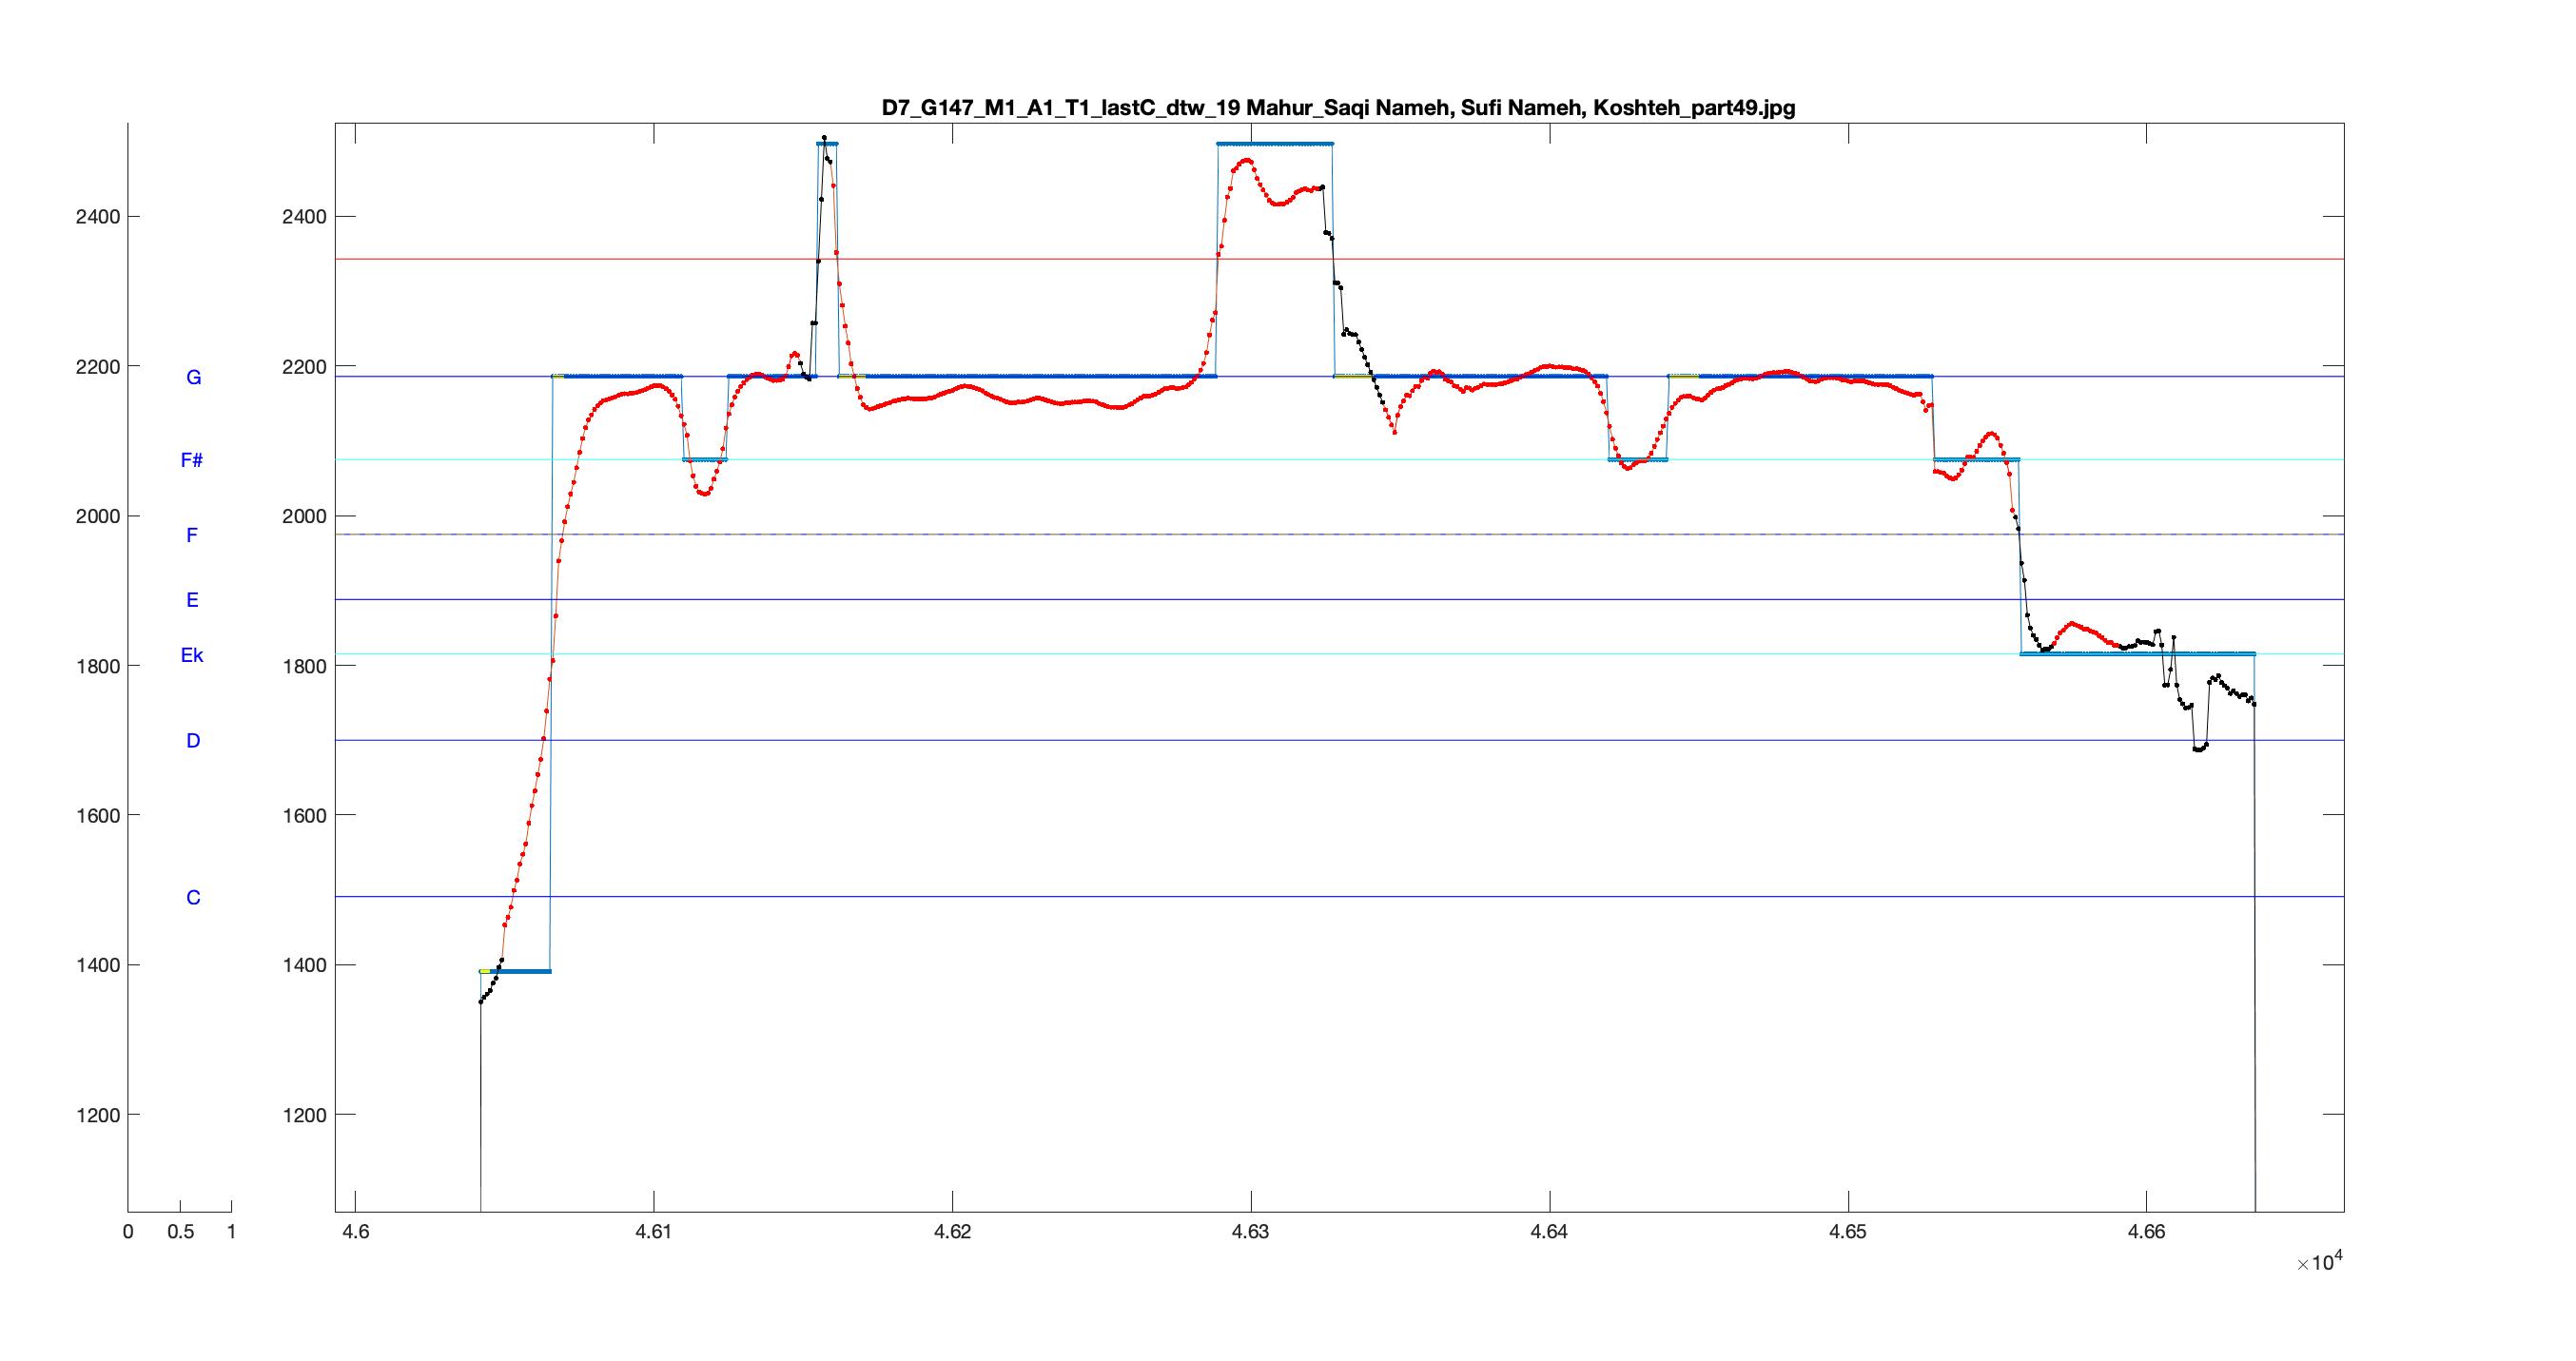 D7_G147_M1_A1_T1_lastC_dtw_19 Mahur_Saqi Nameh, Sufi Nameh, Koshteh_part49.jpg
2400 2400
2200 G 2200
F#
2000 2000
F
E
1800 Ek 1800
D
1600 1600
C
1400 1400
1200 1200
0 0.5 1 4.6 4.61 4.62 4.63 4.64 4.65 4.66
×10^4